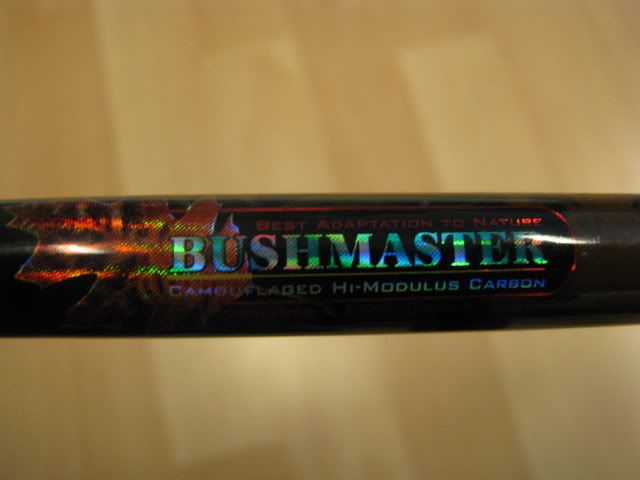 Best Adaptation to Nature
BUSHMASTER
Camouflaged Hi-Modulus Carbon